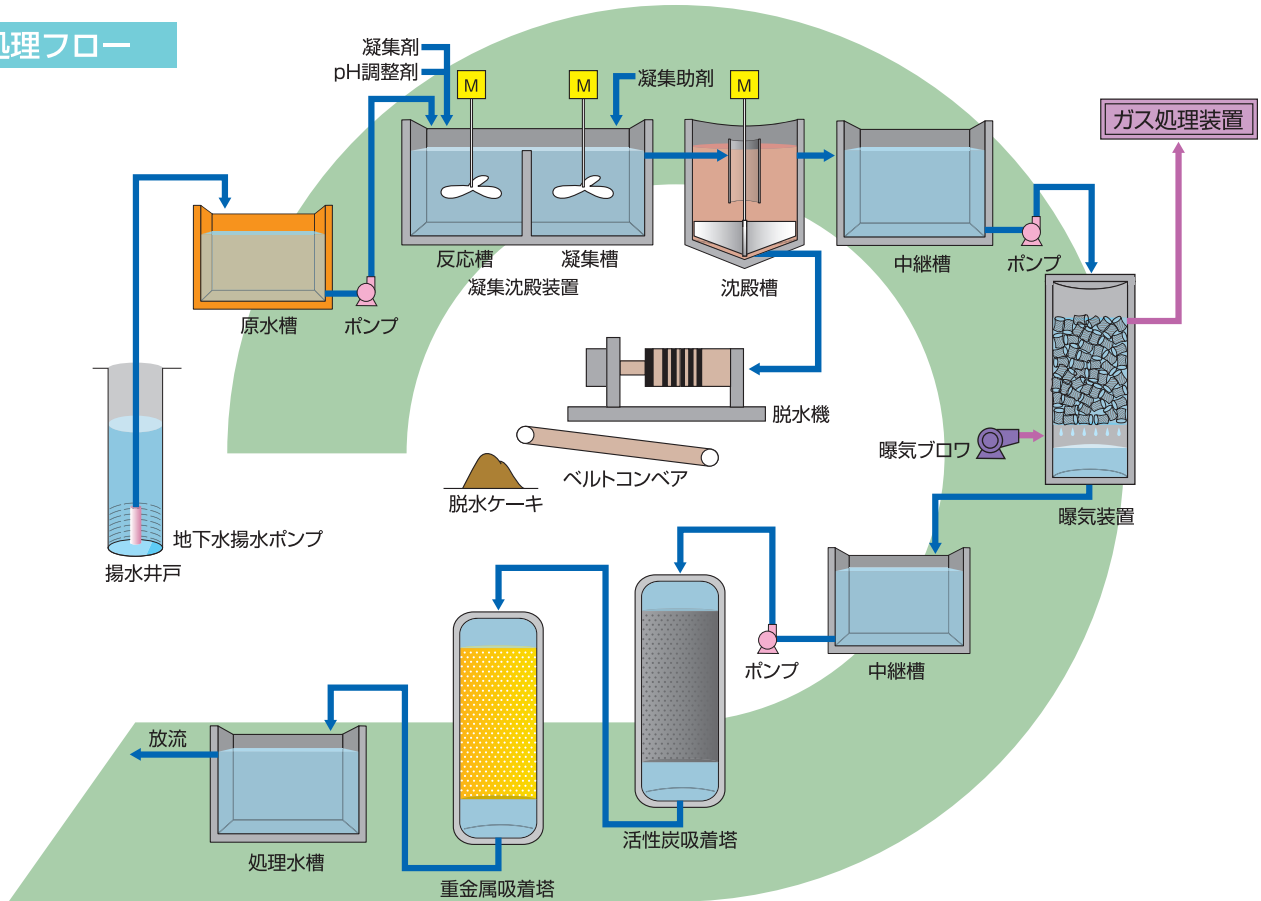 処理フロー
凝集剤
pH調整剤
M
M
凝集助剤
M
ガス処理装置
反応槽
凝集槽
凝集沈殿装置
沈殿槽
中継槽
ポンプ
原水槽
ポンプ
脱水機
曝気ブロワ
ベルトコンベア
脱水ケーキ
曝気装置
地下水揚水ポンプ
揚水井戸
ポンプ
中継槽
放流
活性炭吸着塔
処理水槽
重金属吸着塔